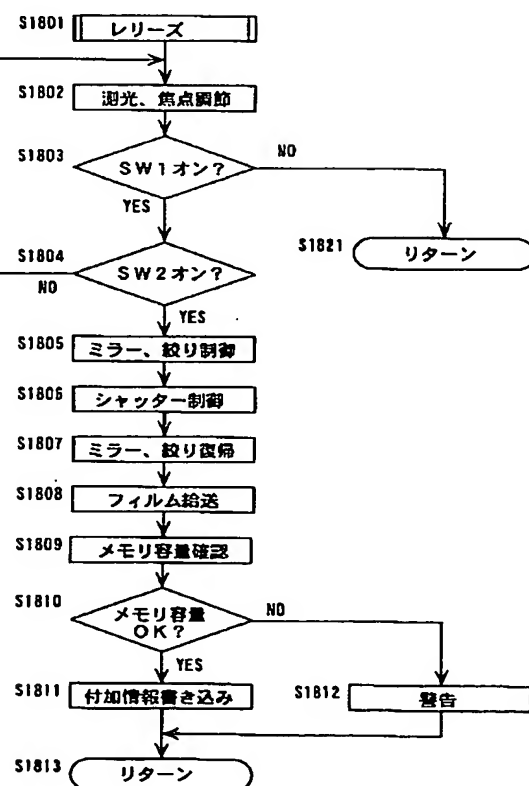 S1801 レリーズ
S1802 測光、焦点調節
S1803 SW1オン?
NO
YES
S1821 リターン
S1804 SW2オン?
NO
YES
S1805 ミラー、絞り制御
S1806 シャッター制御
S1807 ミラー、絞り復帰
S1808 フィルム給送
S1809 メモリ容量確認
S1810 メモリ容量
OK?
NO
YES
S1811 付加情報書き込み
S1812 警告
S1813 リターン